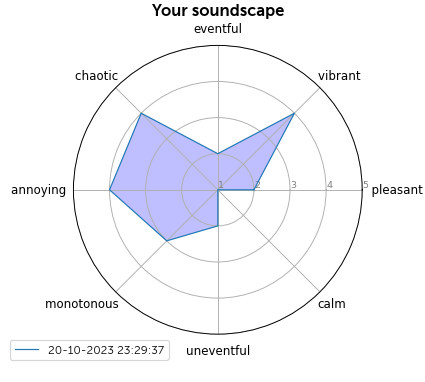 Your soundscape
eventful
chaotic
vibrant
annoying
1 2 3 4 5
pleasant
monotonous
calm
uneventful
20-10-2023 23:29:37